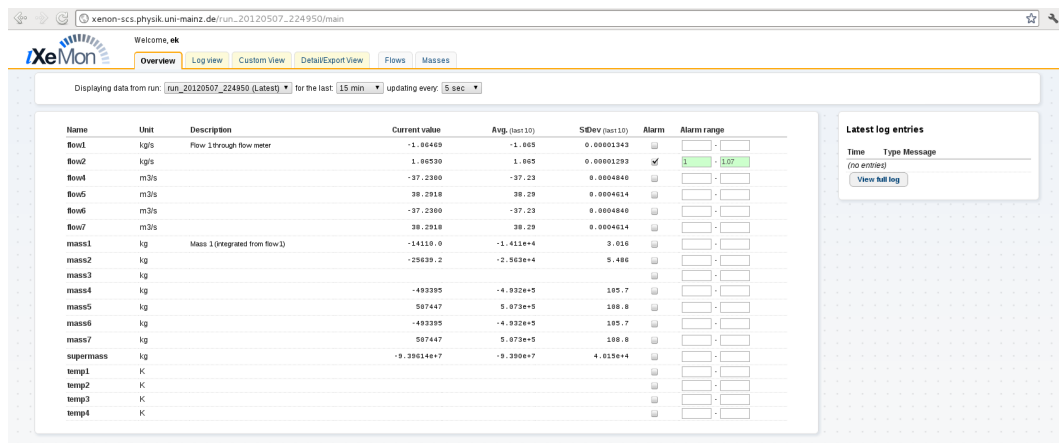 xenon-scs.physik.uni-mainz.de/run_20120507_224950/main
iXeMon
Welcome, ek
Overview Log view Custom View Detail/Export View Flows Masses
Displaying data from run: run_20120507_224950 (Latest) for the last: 15 min updating every: 5 sec
Name Unit Description Current value Avg. (last 10) StDev (last 10) Alarm Alarm range
flow1 kg/s Flow 1 through flow meter -1.06469 -1.065 0.00001343 -
flow2 kg/s 1.06530 1.065 0.00001293 1 - 1.07
flow4 m3/s -37.2300 -37.23 0.0004840 -
flow5 m3/s 38.2918 38.29 0.0004614 -
flow6 m3/s -37.2300 -37.23 0.0004840 -
flow7 m3/s 38.2918 38.29 0.0004614 -
mass1 kg Mass 1 (integrated from flow1) -14110.0 -1.411e+4 3.016 -
mass2 kg -25639.2 -2.563e+4 5.486 -
mass3 kg -
mass4 kg -493395 -4.932e+5 105.7 -
mass5 kg 507447 5.073e+5 108.8 -
mass6 kg -493395 -4.932e+5 105.7 -
mass7 kg 507447 5.073e+5 108.8 -
supermass kg -9.39614e+7 -9.390e+7 4.015e+4 -
temp1 K -
temp2 K -
temp3 K -
temp4 K -
Latest log entries
Time Type Message
(no entries)
View full log